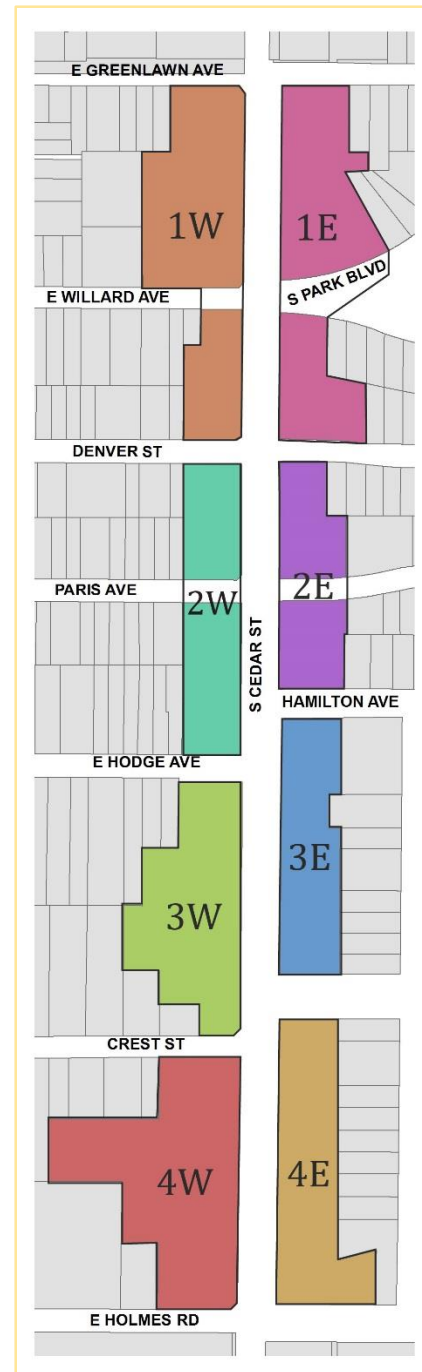 E GREENLAWN AVE
1W
1E
E WILLARD AVE
S PARK BLVD
DENVER ST
PARIS AVE
2W
2E
S CEDAR ST
HAMILTON AVE
E HODGE AVE
3W
3E
CREST ST
4W
4E
E HOLMES RD